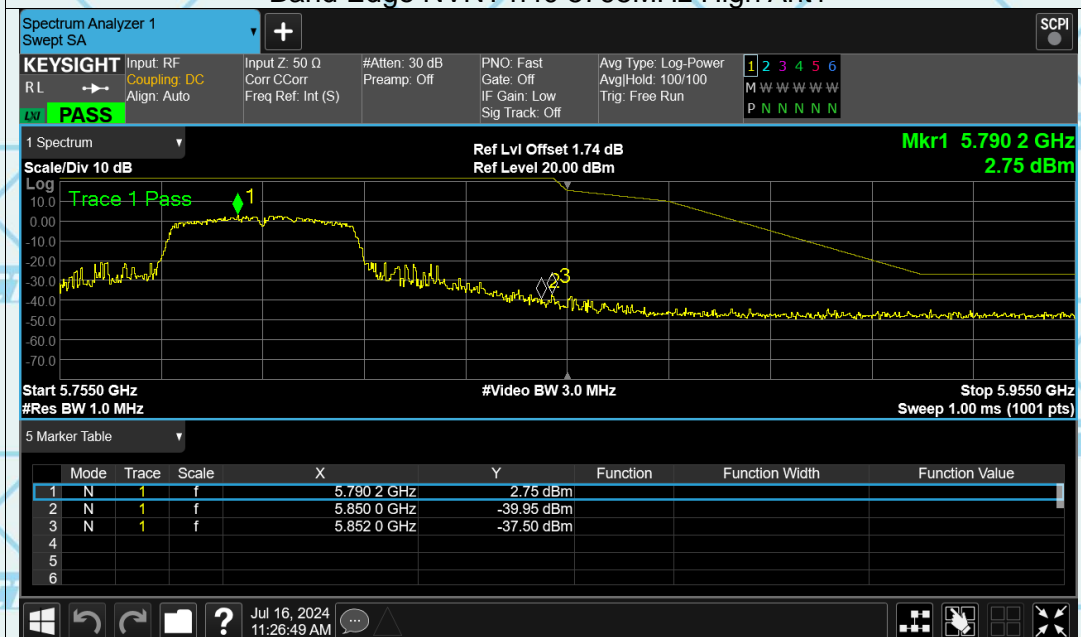 Spectrum Analyzer 1
Swept SA
+
SCPI
KEYSIGHT
RL
LXI PASS
Input: RF
Coupling: DC
Align: Auto
Input Z: 50 Ω
Corr CCorr
Freq Ref: Int (S)
#Atten: 30 dB
Preamp: Off
PNO: Fast
Gate: Off
IF Gain: Low
Sig Track: Off
Avg Type: Log-Power
Avg|Hold: 100/100
Trig: Free Run
1 2 3 4 5 6
M W W W W W W
P N N N N N
1 Spectrum
Scale/Div 10 dB
Ref Lvl Offset 1.74 dB
Ref Level 20.00 dBm
Mkr1 5.790 2 GHz
2.75 dBm
Log
Trace 1 Pass
1
2
3
10.0
0.00
-10.0
-20.0
-30.0
-40.0
-50.0
-60.0
-70.0
Start 5.7550 GHz
#Res BW 1.0 MHz
#Video BW 3.0 MHz
Stop 5.9550 GHz
Sweep 1.00 ms (1001 pts)
5 Marker Table
Mode Trace Scale X Y Function Function Width Function Value
1 N 1 f 5.790 2 GHz 2.75 dBm
2 N 1 f 5.850 0 GHz -39.95 dBm
3 N 1 f 5.852 0 GHz -37.50 dBm
4
5
6
?
Jul 16, 2024
11:26:49 AM